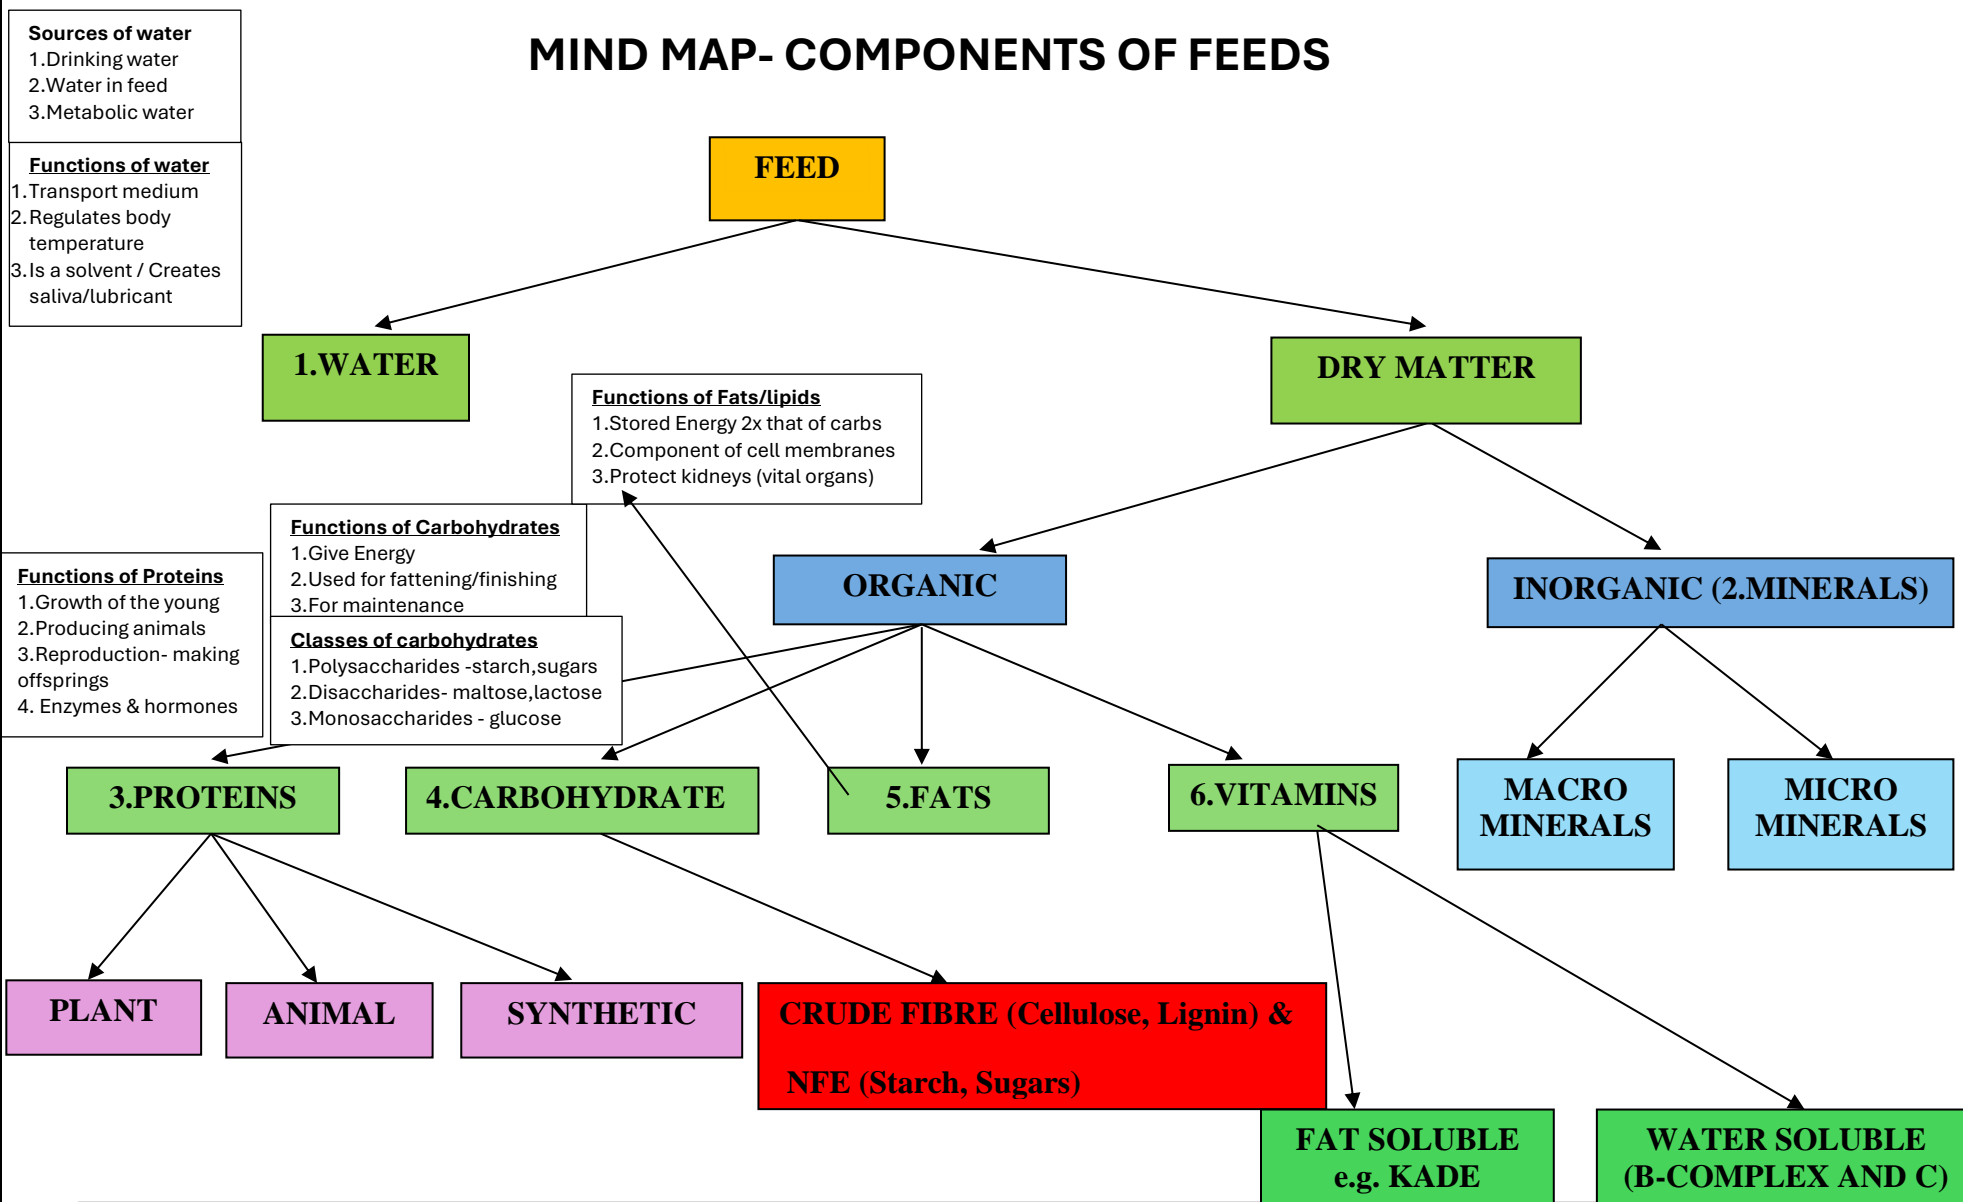 Sources of water
1.Drinking water
2.Water in feed
3.Metabolic water
MIND MAP- COMPONENTS OF FEEDS
Functions of water
1.Transport medium
2.Regulates body
temperature
3.Is a solvent / Creates
saliva/lubricant
FEED
1.WATER
DRY MATTER
Functions of Fats/lipids
1.Stored Energy 2x that of carbs
2.Component of cell membranes
3.Protect kidneys (vital organs)
Functions of Carbohydrates
1.Give Energy
2.Used for fattening/finishing
3.For maintenance
Functions of Proteins
1.Growth of the young
2.Producing animals
3.Reproduction- making
offsprings
4. Enzymes & hormones
Classes of carbohydrates
1.Polysaccharides -starch,sugars
2.Disaccharides- maltose,lactose
3.Monosaccharides - glucose
ORGANIC
INORGANIC (2.MINERALS)
3.PROTEINS
4.CARBOHYDRATE
5.FATS
6.VITAMINS
MACRO
MINERALS
MICRO
MINERALS
PLANT
ANIMAL
SYNTHETIC
CRUDE FIBRE (Cellulose, Lignin) &
NFE (Starch, Sugars)
FAT SOLUBLE
e.g. KADE
WATER SOLUBLE
(B-COMPLEX AND C)